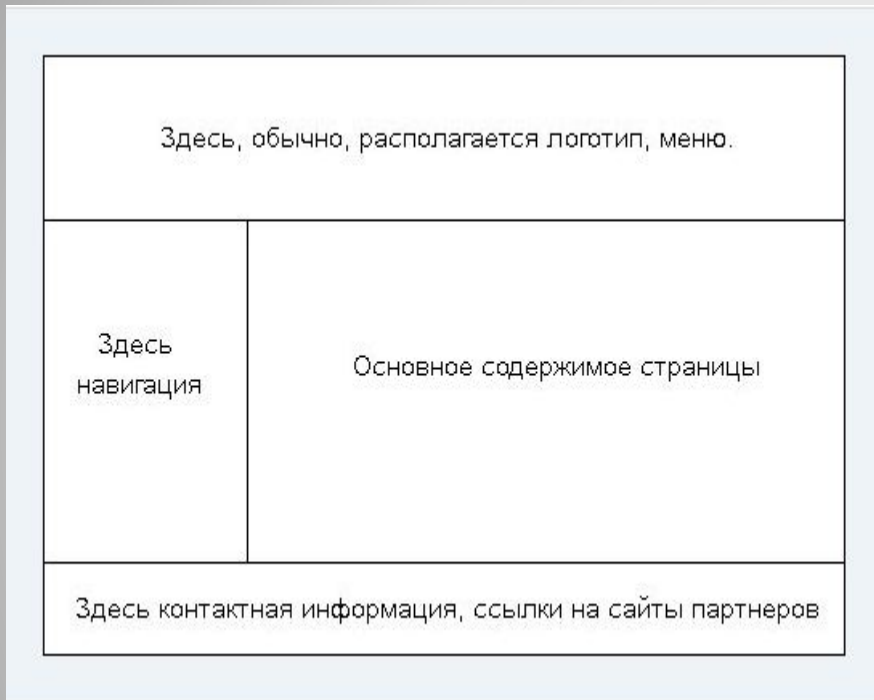 Здесь, обычно, располагается логотип, меню.
Здесь
навигация
Основное содержимое страницы
Здесь контактная информация, ссылки на сайты партнеров